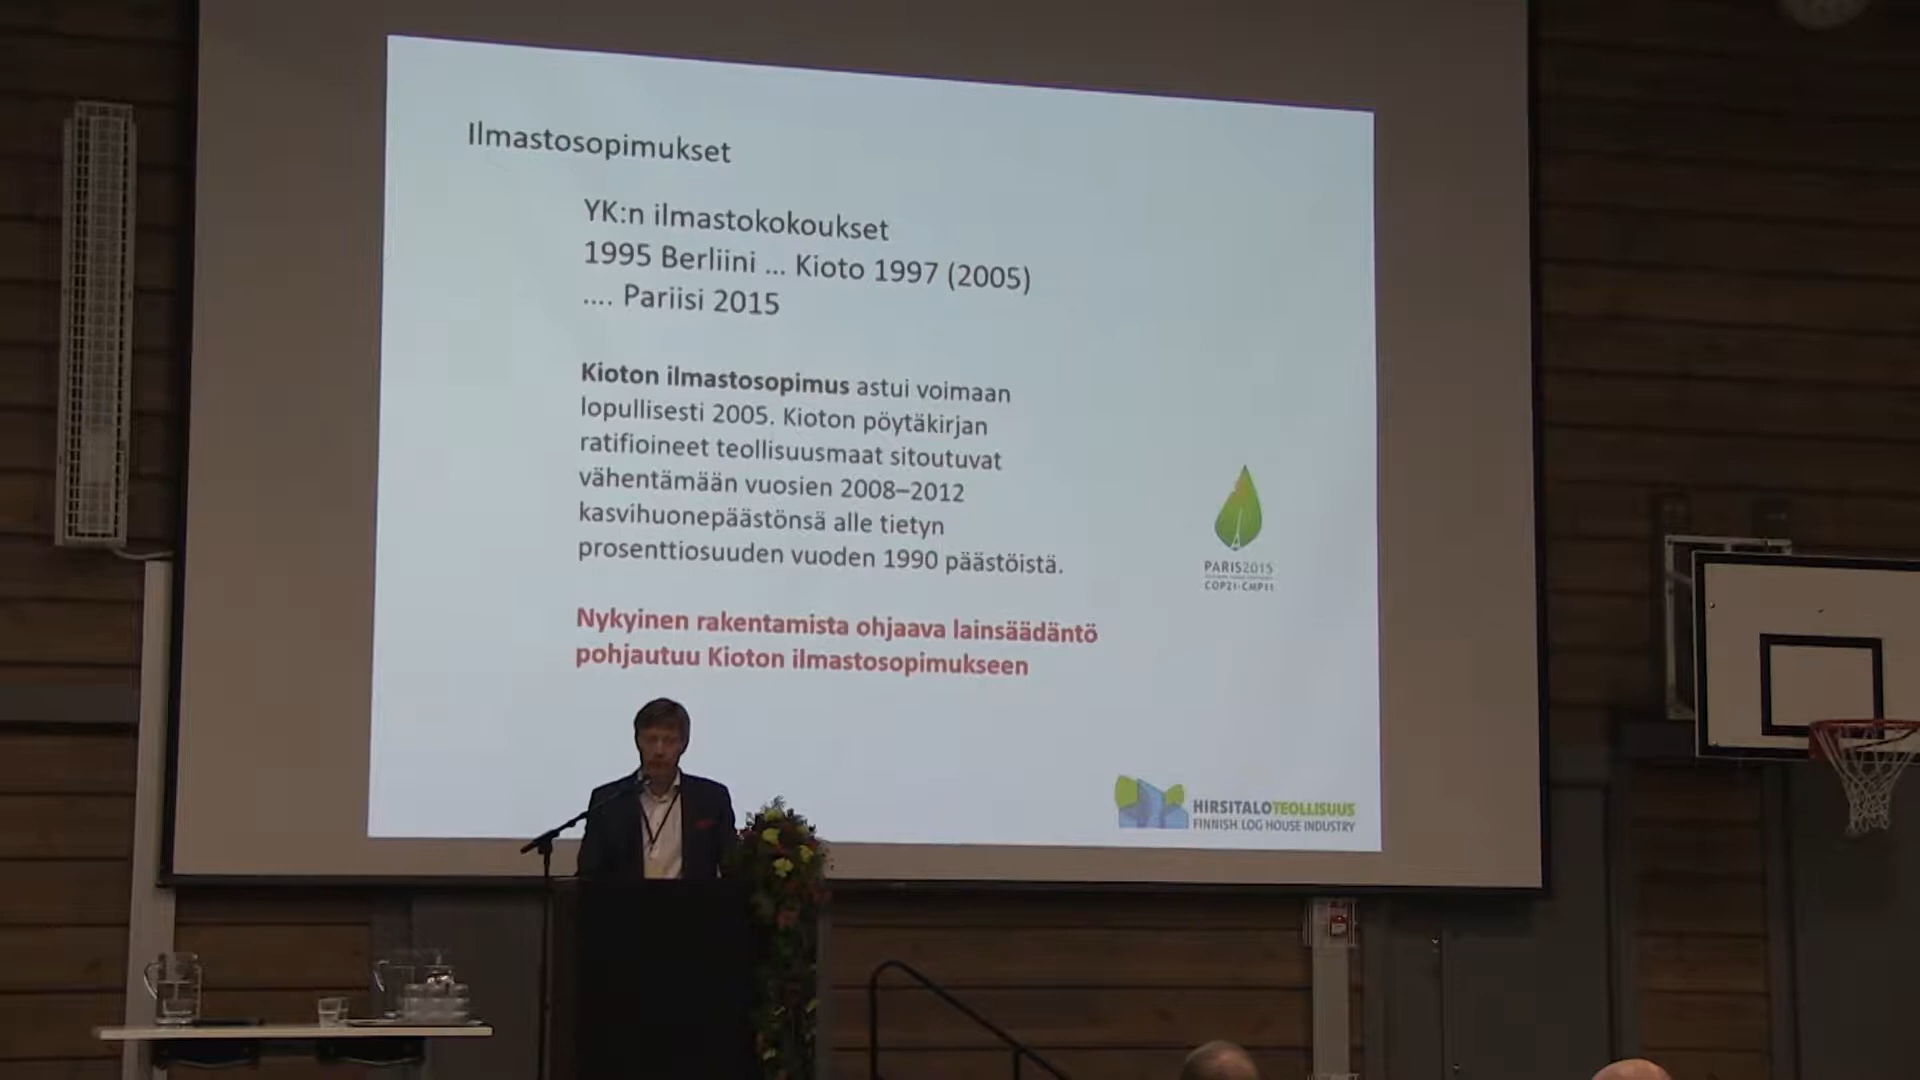 Ilmastosopimukset
YK:n ilmastokokoukset
1995 Berliini ... Kioto 1997 (2005)
.... Pariisi 2015
Kioton ilmastosopimus astui voimaan
lopullisesti 2005. Kioton pöytäkirjan
ratifioineet teollisuusmaat sitoutuvat
vähentämään vuosien 2008–2012
kasvihuonepäästönsä alle tietyn
prosenttiosuuden vuoden 1990 päästöistä.
PARIS2015
COP21·CMP11
Nykyinen rakentamista ohjaava lainsäädäntö
pohjautuu Kioton ilmastosopimukseen
HIRSITALOTEOLLISUUS
FINNISH LOG HOUSE INDUSTRY